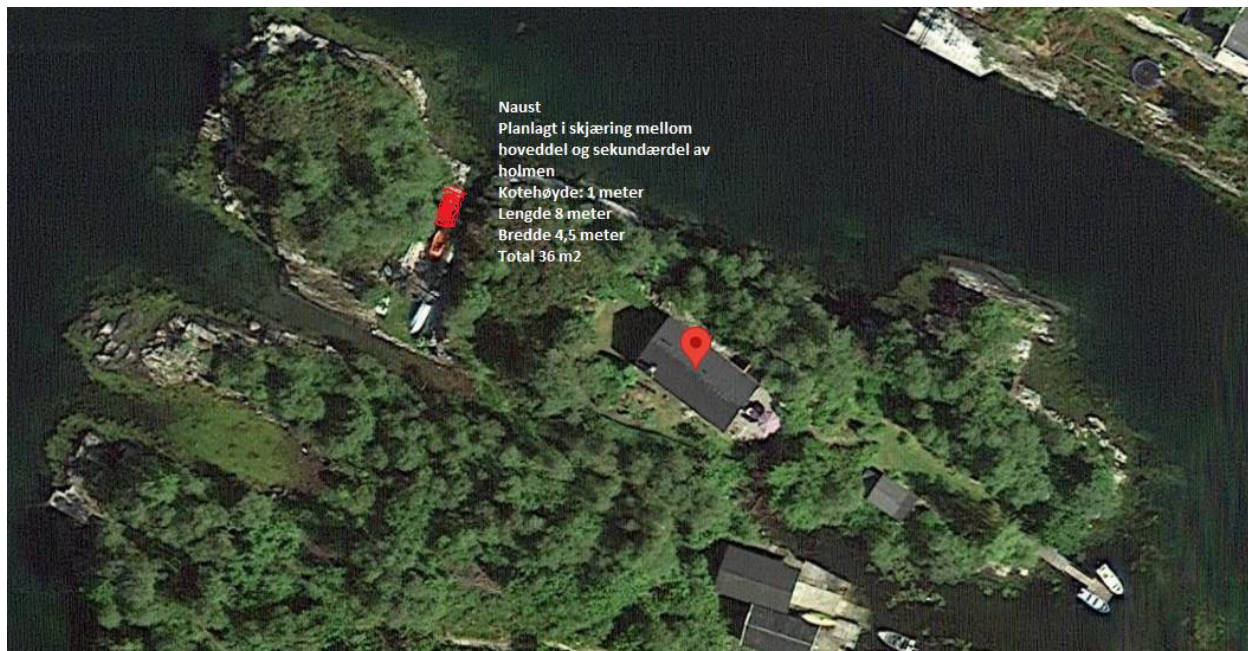 Naust
Planlagt i skjæring mellom
hoveddel og sekundærdel av
holmen
Kotehøyde: 1 meter
Lengde 8 meter
Bredde 4,5 meter
Total 36 m2